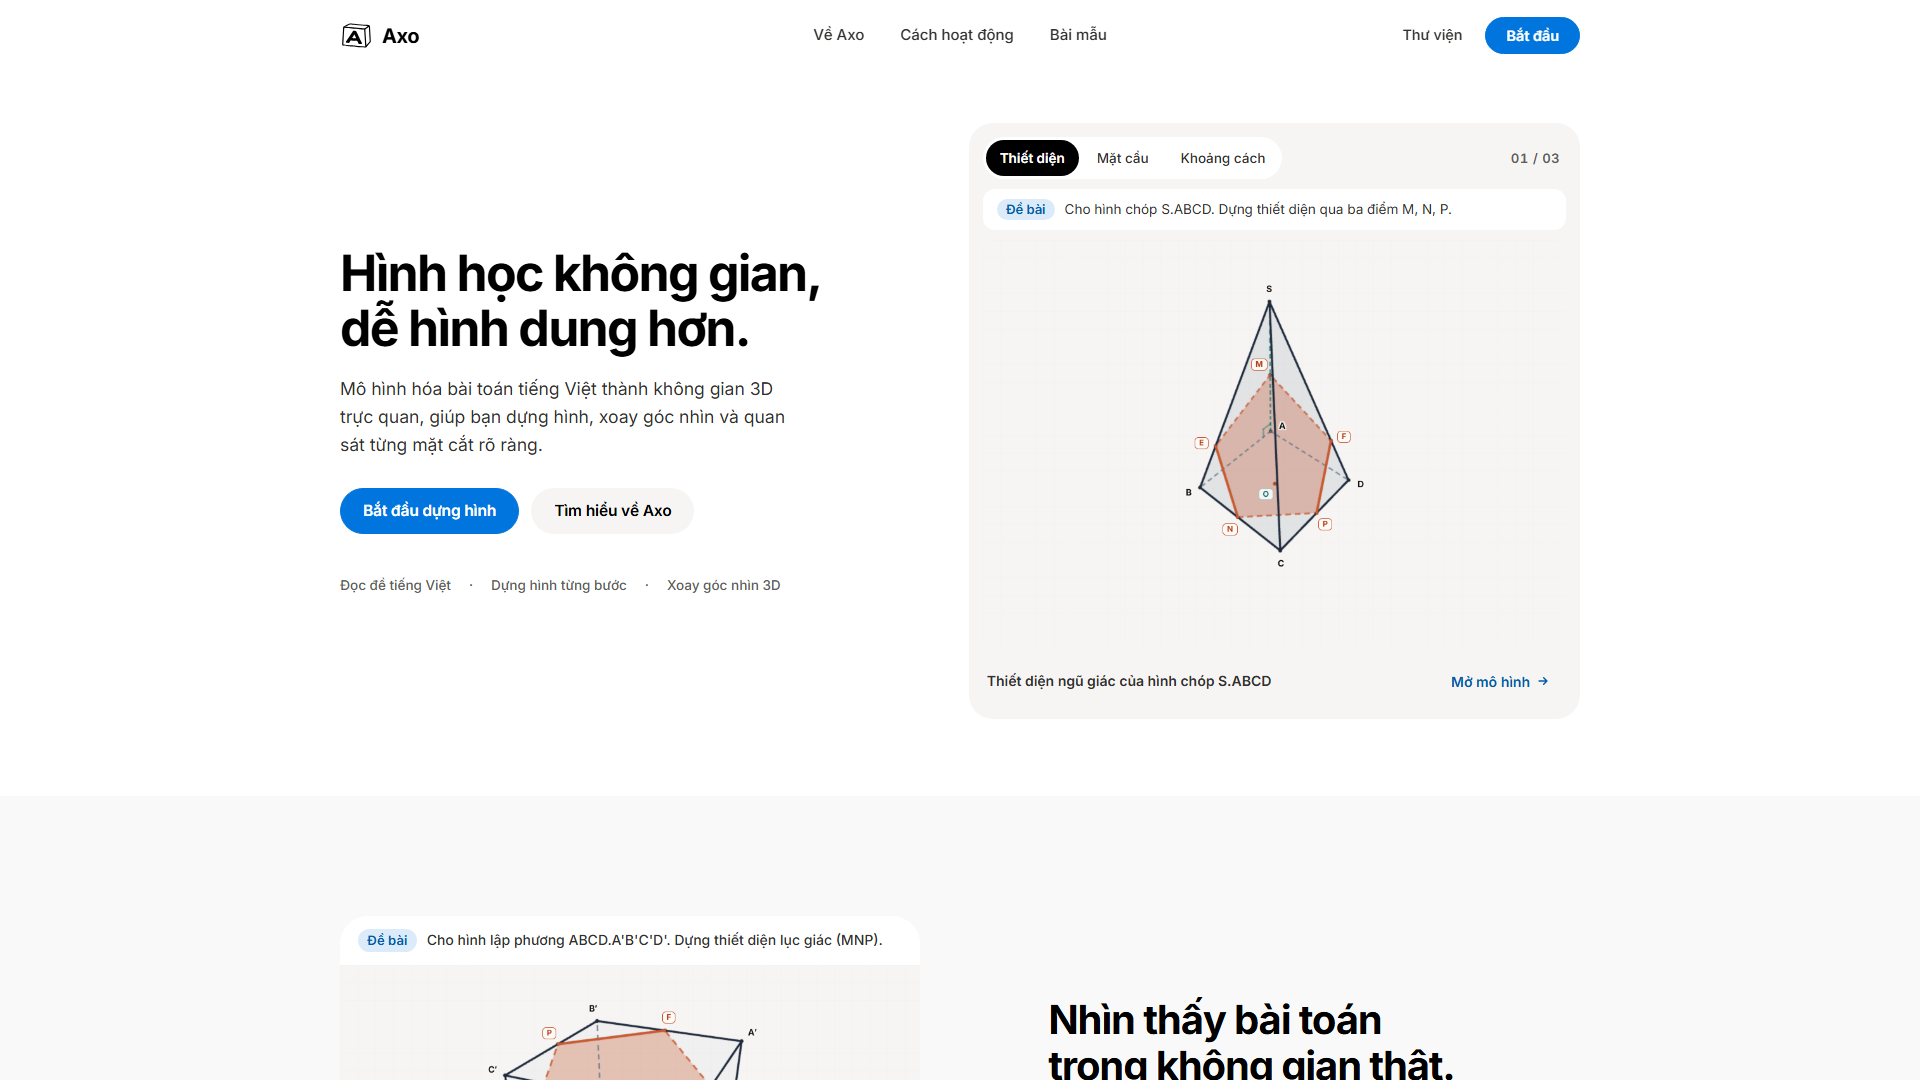 A Axo
Về Axo
Cách hoạt động
Bài mẫu
Thư viện
Bắt đầu
Hình học không gian,
dễ hình dung hơn.
Mô hình hóa bài toán tiếng Việt thành không gian 3D
trực quan, giúp bạn dựng hình, xoay góc nhìn và quan
sát từng mặt cắt rõ ràng.
Bắt đầu dựng hình
Tìm hiểu về Axo
Đọc đề tiếng Việt · Dựng hình từng bước · Xoay góc nhìn 3D
Thiết diện
Mặt cầu
Khoảng cách
01 / 03
Đề bài Cho hình chóp S.ABCD. Dựng thiết diện qua ba điểm M, N, P.
S
M
A
E
F
B
D
O
N
P
C
Thiết diện ngũ giác của hình chóp S.ABCD
Mở mô hình →
Đề bài Cho hình lập phương ABCD.A'B'C'D'. Dựng thiết diện lục giác (MNP).
B'
F
P
A'
C'
Nhìn thấy bài toán
trong không gian thật.